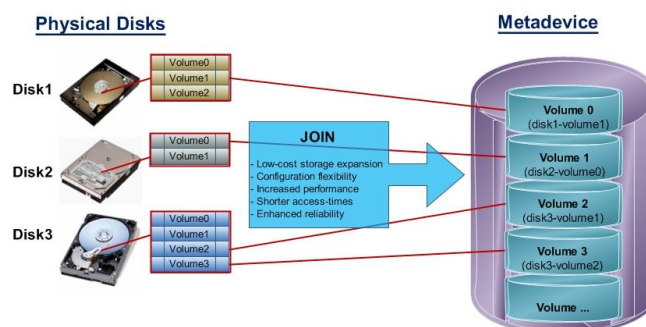 Physical Disks
Metadevice
Disk1
Volume0
Volume1
Volume2
Disk2
Volume0
Volume1
Disk3
Volume0
Volume1
Volume2
Volume3
JOIN
- Low-cost storage expansion
- Configuration flexibility
- Increased performance
- Shorter access-times
- Enhanced reliability
Volume 0
(disk1-volume1)
Volume 1
(disk2-volume0)
Volume 2
(disk3-volume1)
Volume 3
(disk3-volume2)
Volume ...